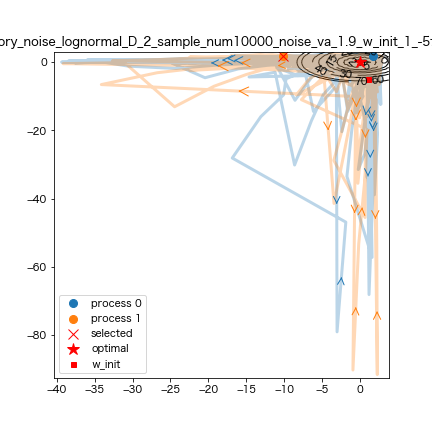 ory_noise_lognormal_D_2_sample_num10000_noise_va_1.9_w_init_1_-5
0
−20
−40
−60
−80
−40
−35
−30
−25
−20
−15
−10
−5
0
process 0
process 1
selected
optimal
w_init